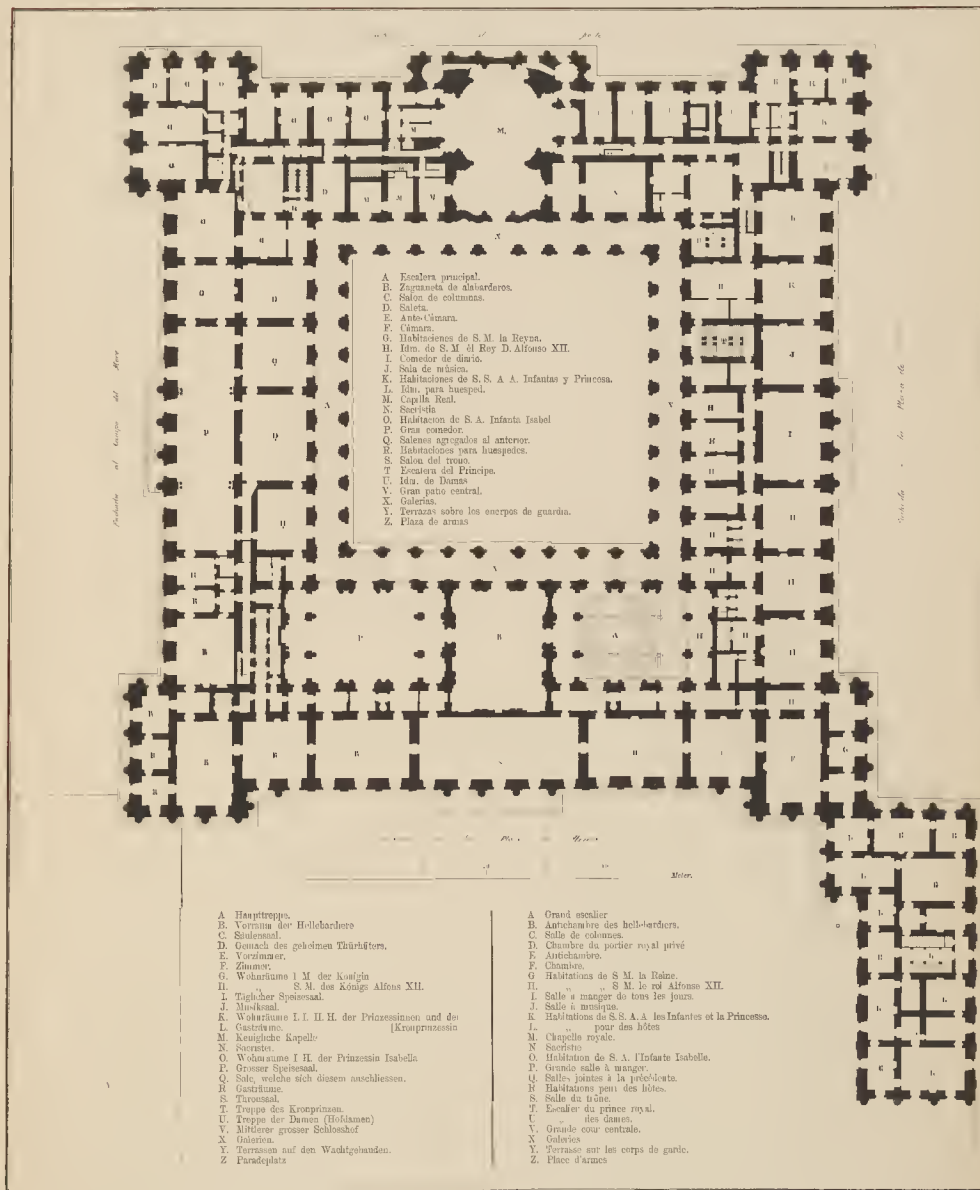 A Escalera principal.
B. Zaguaneta de alabarderos.
C. Salon de columnas.
D. Saleta.
E. Ante-Cámara.
F. Cámara.
G. Habitaciones de S. M. la Reyna.
H. Idm. de S. M él Rey D. Alfonso XII.
I. Comedor de diario.
J. Sala de música.
K. Habitaciones de S. S. A A. Infantas y Princesa.
L. Idm. para huesped.
M. Capilla Real.
N. Sacristia
O. Habitacion de S. A. Infanta Isabel
P. Gran comedor.
Q. Salenes agregados al anterior.
R. Habitaciones para huespedes.
S. Salon del trono.
T Escalera del Principe.
U. Idm. de Damas
V. Gran patio central.
X. Galerias.
Y. Terrazas sobre los cuerpos de guardia.
Z. Plaza de armas
Meter.
A Haupttreppe.
B. Vorraum der Hellebardiere
C. Säulensaal.
D. Gemach des geheimen Thürhüters.
E. Vorzimmer.
F. Zimmer.
G. Wohnräume I M der Königin
H. „ S. M. des Königs Alfons XII.
I. Täglicher Speisesaal.
J. Musiksaal.
K. Wohnräume I. I. H. H. der Prinzessinnen und der
L. Gasträume. [Kronprinzessin
M. Königliche Kapelle
N. Sacristei.
O. Wohnraume I H. der Prinzessin Isabella
P. Grosser Speisesaal.
Q. Säle, welche sich diesem anschliessen.
R Gasträume.
S. Thronsaal.
T. Treppe des Kronprinzen.
U. Treppe der Damen (Hofdamen)
V. Mittlerer grosser Schlosshof
X Galerien.
Y. Terrassen auf den Wachtgebäuden.
Z Paradeplatz
A Grand escalier
B. Antichambre des hellebardiers.
C. Salle de colonnes.
D. Chambre du portier royal privé
E Antichambre.
F. Chambre.
G Habitations de S M. la Reine.
H. „ „ S M. le roi Alfonse XII.
I. Salle à manger de tous les jours.
J. Salle à musique.
K Habitations de S. S. A. A les Infantes et la Princesse.
L. „ pour des hôtes
M. Chapelle royale.
N Sacristie
O. Habitation de S. A. l'Infante Isabelle.
P. Grande salle à manger.
Q. Salles jointes à la précédente.
R Habitations pour des hôtes.
S. Salle du trône.
T. Escalier du prince royal.
U „ des dames.
V. Grande cour centrale.
X Galeries
Y. Terrasse sur les corps de garde.
Z. Place d'armes